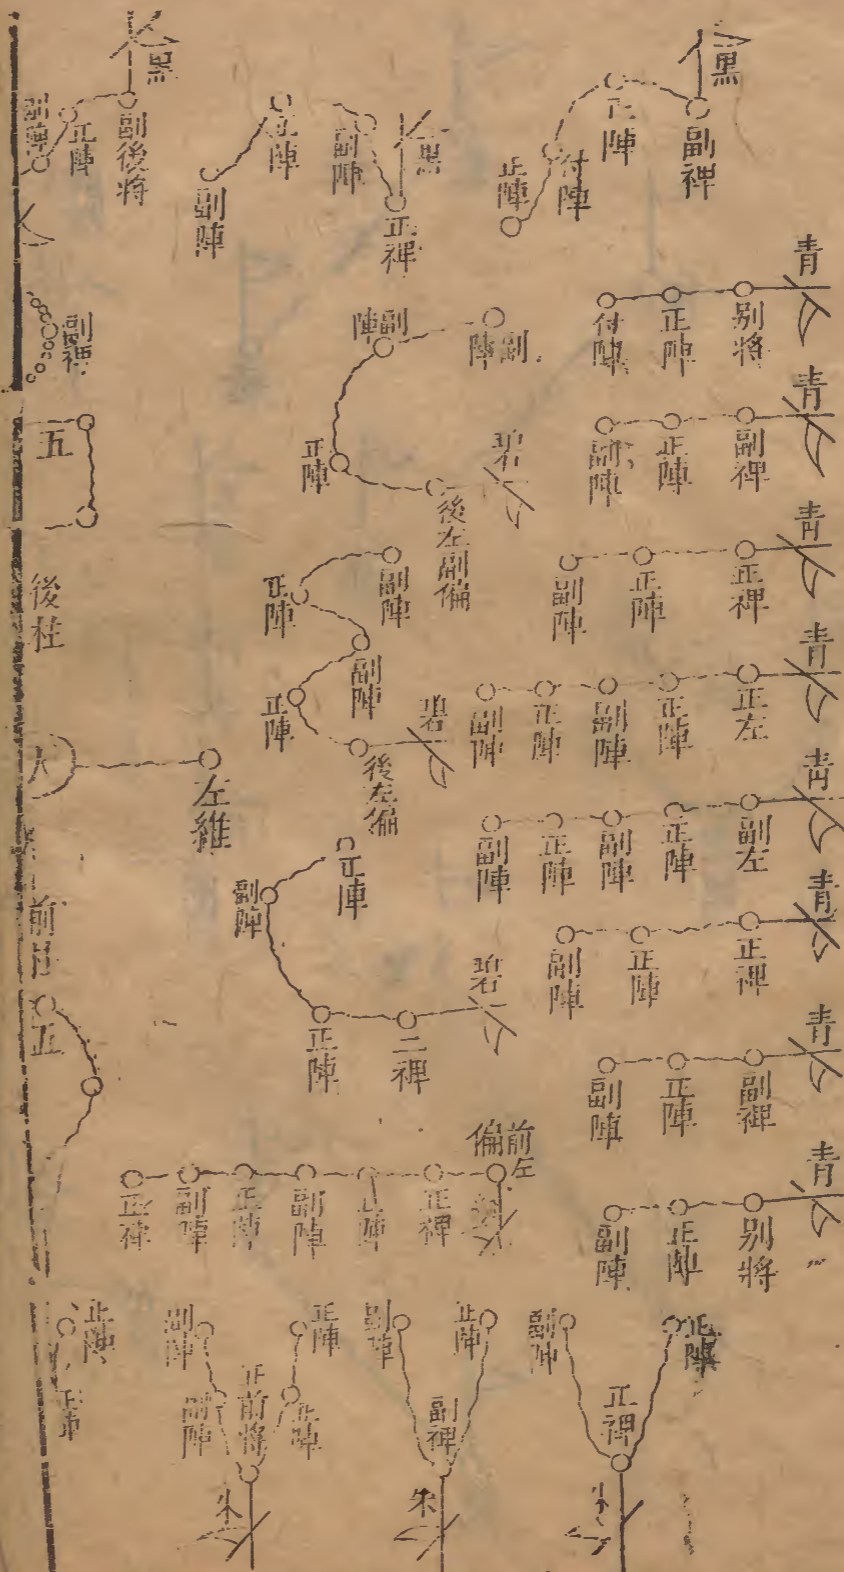 黑
副裨
正陣
付陣
正陣
黑
正裨
副陣
正陣
副陣
黑
副後將
正陣
副陣
青
别將
正陣
付陣
青
副裨
正陣
副陣
青
正裨
正陣
副陣
青
正左
正陣
副陣
正陣
副陣
青
副左
正陣
副陣
正陣
副陣
青
正裨
正陣
副陣
青
副裨
正陣
副陣
青
别將
正陣
副陣
副陣
副陣
正陣
後左副偏
碧
副陣
正陣
副陣
正陣
後左偏
碧
正陣
副陣
正陣
二裨
碧
前左偏
正裨
正陣
副陣
正陣
副陣
正裨
副裨
五
後柱
左維
前柱
五
正陣
副陣
正裨
朱
正陣
副陣
副裨
朱
正陣
正陣
正前將
副陣
副陣
朱
正陣
正陣